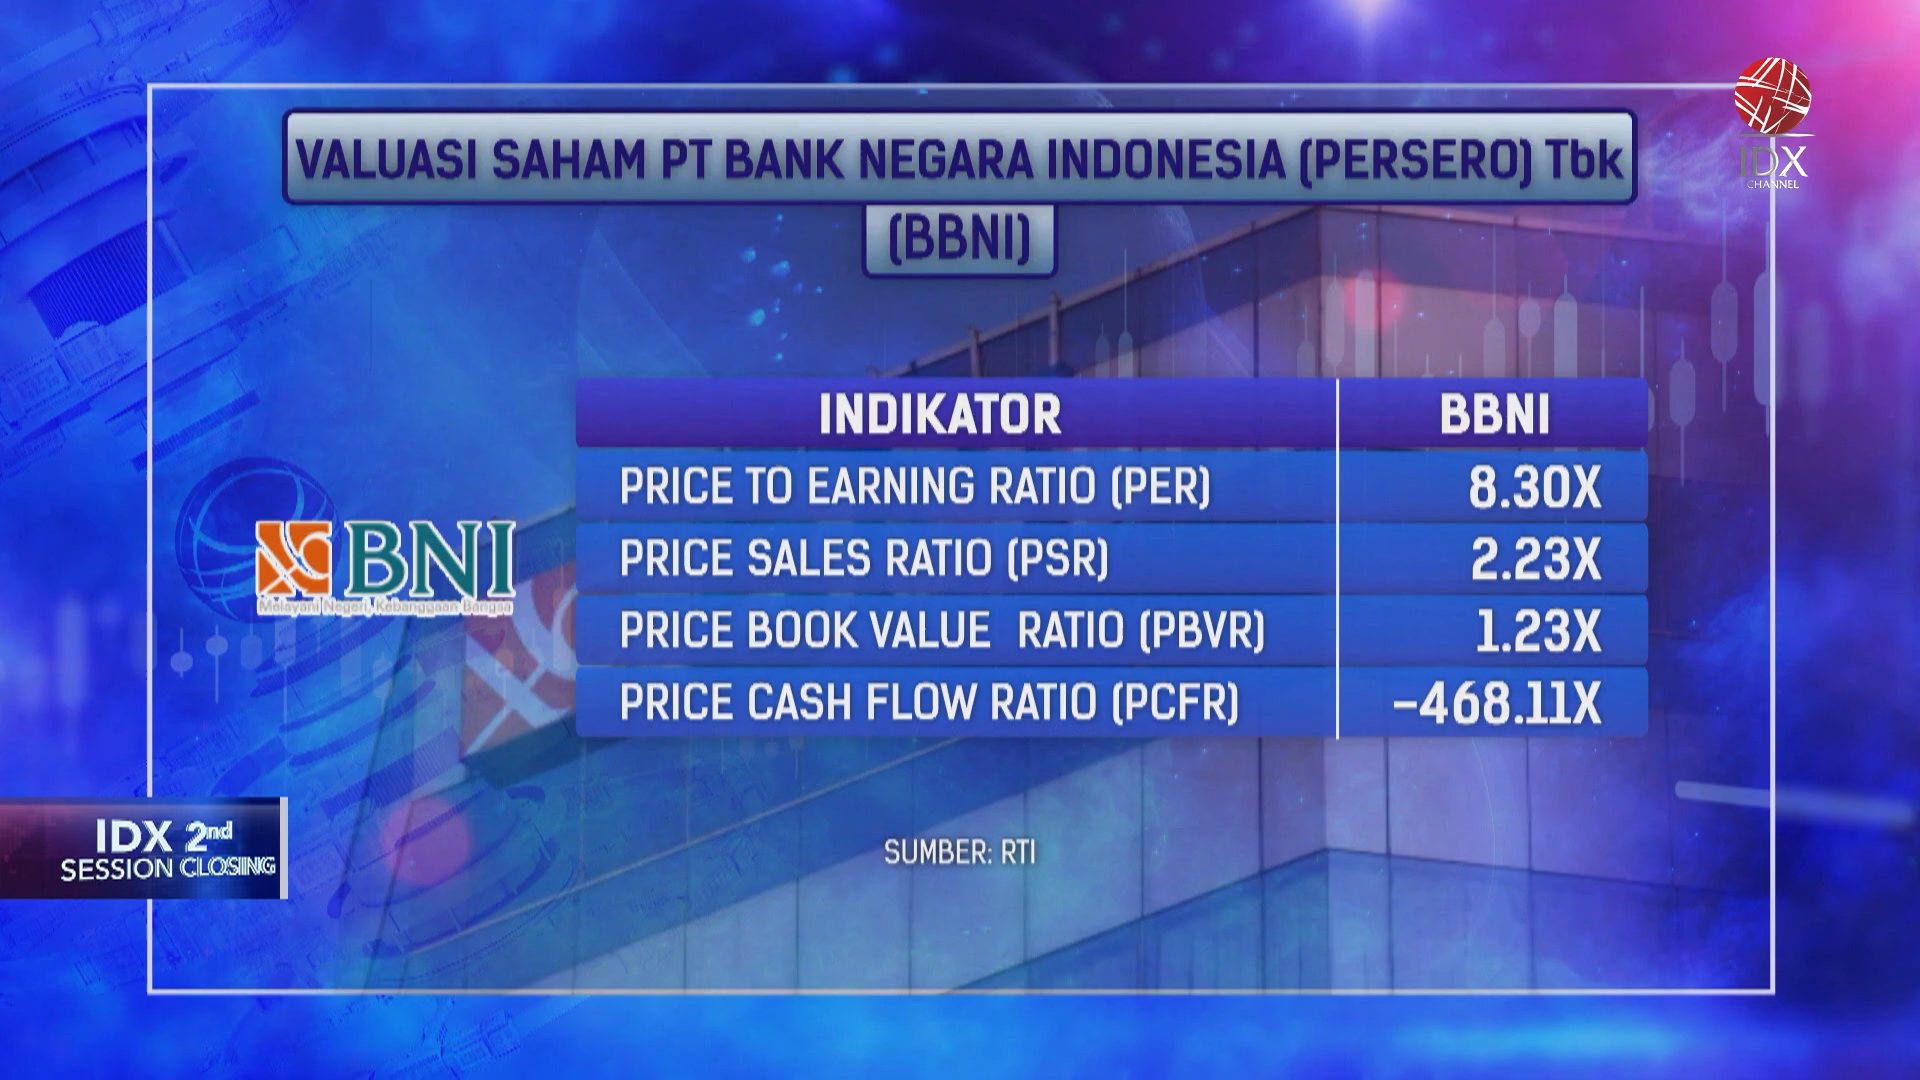 VALUASI SAHAM PT BANK NEGARA INDONESIA (PERSERO) Tbk
(BBNI)
IDX
CHANNEL
INDIKATOR BBNI
PRICE TO EARNING RATIO (PER) 8.30X
PRICE SALES RATIO (PSR) 2.23X
PRICE BOOK VALUE RATIO (PBVR) 1.23X
PRICE CASH FLOW RATIO (PCFR) -468.11X
BNI
Melayani Negeri, Kebanggaan Bangsa
IDX 2nd
SESSION CLOSING
SUMBER: RTI